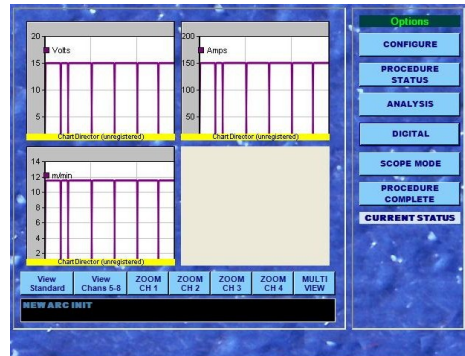 20
Volts
15
10
5
ChartDirector (unregistered)
200
Amps
150
100
50
ChartDirector (unregistered)
14
m/min
12
10
8
6
4
2
ChartDirector (unregistered)
View Standard
View Chans 5-8
ZOOM CH 1
ZOOM CH 2
ZOOM CH 3
ZOOM CH 4
MULTI VIEW
NEW ARC INIT
Options
CONFIGURE
PROCEDURE
STATUS
ANALYSIS
DIGITAL
SCOPE MODE
PROCEDURE
COMPLETE
CURRENT STATUS